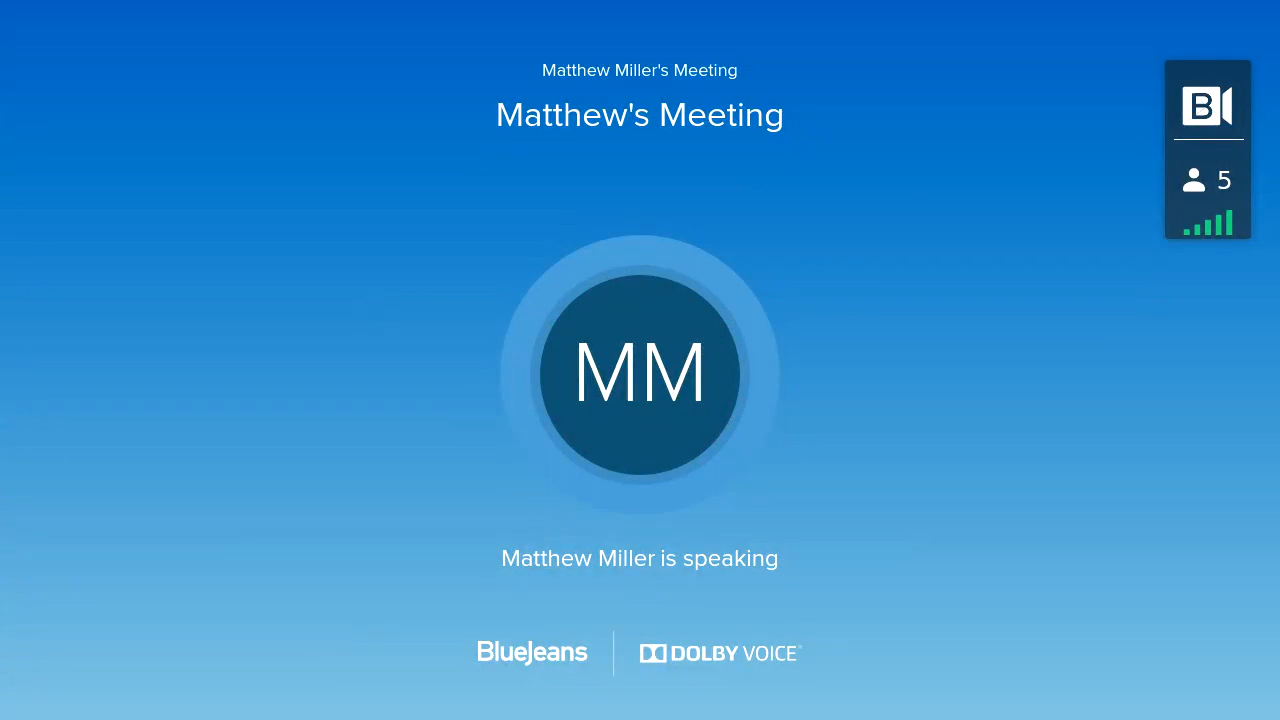 Matthew Miller's Meeting
Matthew's Meeting
B
5
MM
Matthew Miller is speaking
BlueJeans
DOLBY VOICE